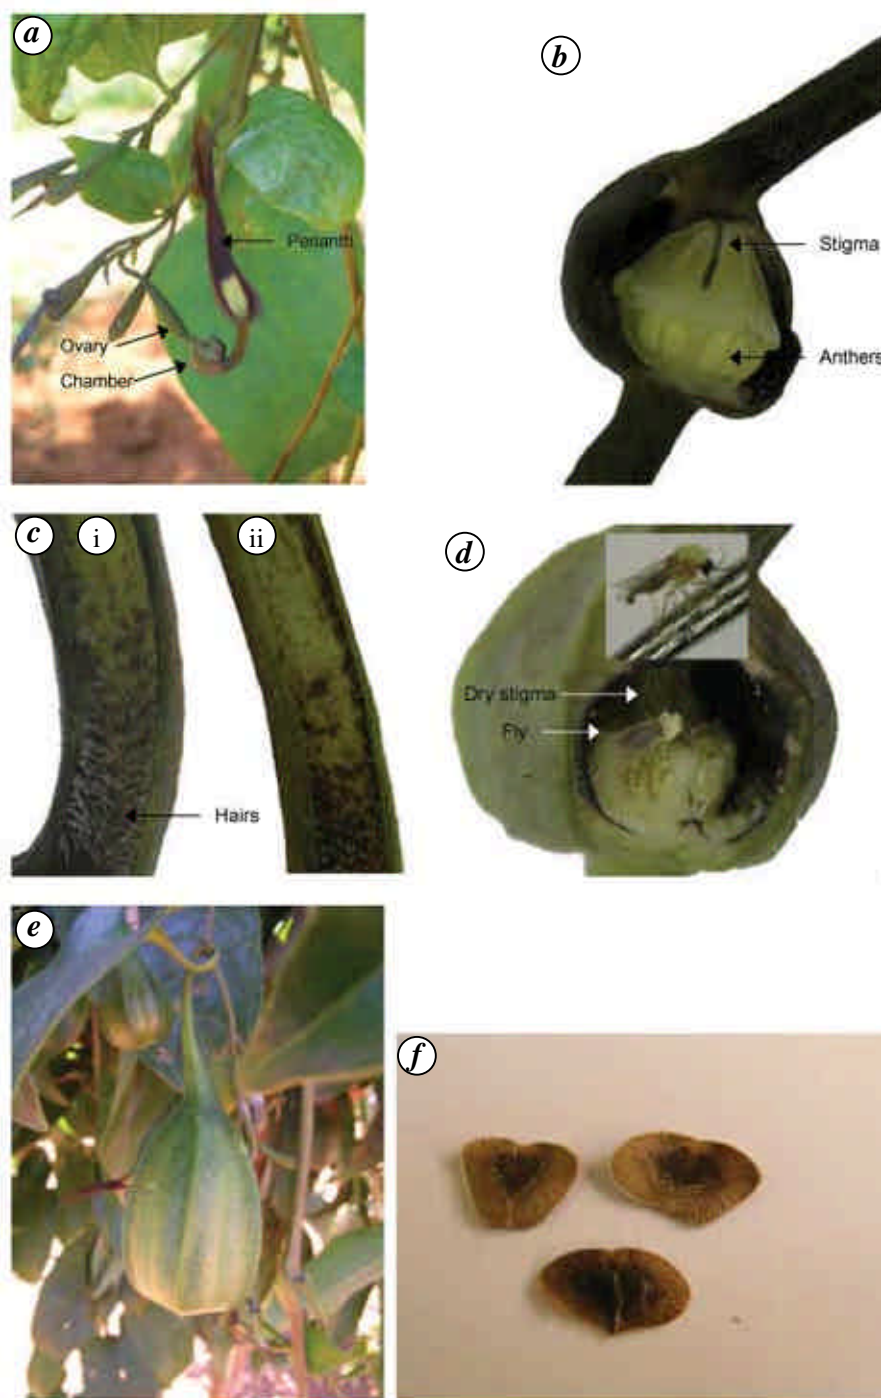 a
Perianth
Ovary
Chamber
b
Stigma
Anthers
c
i
ii
Hairs
d
Dry stigma
Fly
e
f